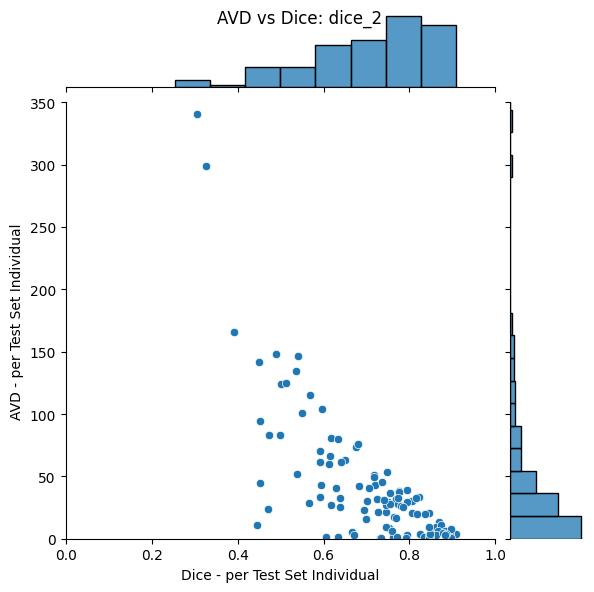 AVD vs Dice: dice_2
350
300
250
200
150
100
50
0
AVD - per Test Set Individual
0.0 0.2 0.4 0.6 0.8 1.0
Dice - per Test Set Individual